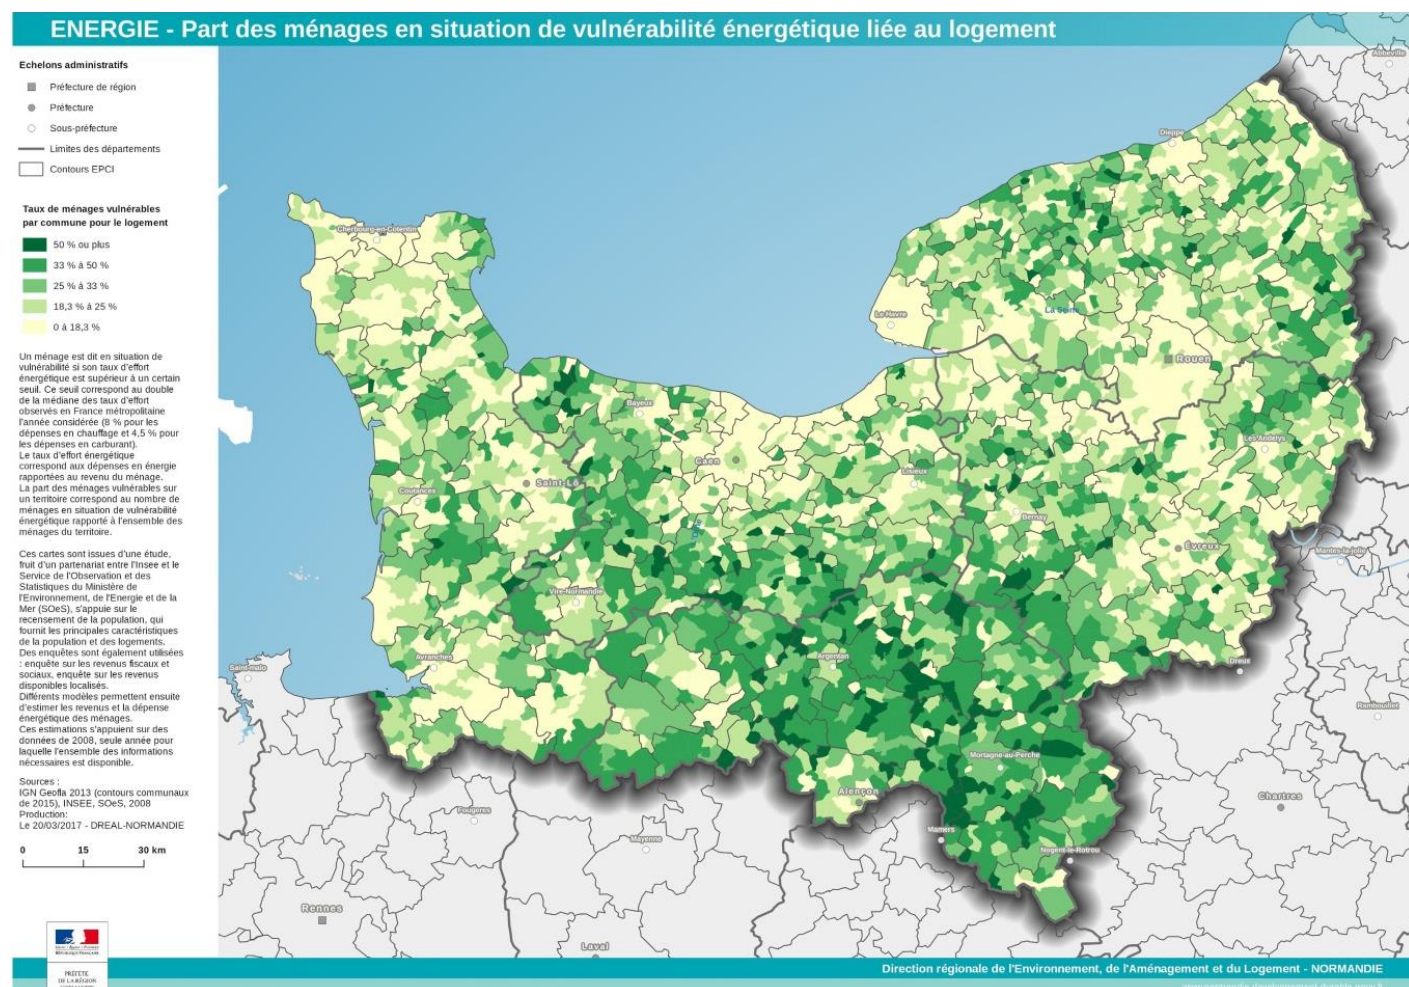 ENERGIE - Part des ménages en situation de vulnérabilité énergétique liée au logement
Echelons administratifs
Préfecture de région
Préfecture
Sous-préfecture
Limites des départements
Contours EPCI
Taux de ménages vulnérables
par commune pour le logement
50 % ou plus
33 % à 50 %
25 % à 33 %
18,3 % à 25 %
0 à 18,3 %
Un ménage est dit en situation de
vulnérabilité si son taux d'effort
énergétique est supérieur à un certain
seuil. Ce seuil correspond au double
de la médiane des taux d'effort
observés en France métropolitaine
l'année considérée (8 % pour les
dépenses en chauffage et 4,5 % pour
les dépenses en carburant).
Le taux d'effort énergétique
correspond aux dépenses en énergie
rapportées au revenu du ménage.
La part des ménages vulnérables sur
un territoire correspond au nombre de
ménages en situation de vulnérabilité
énergétique rapporté à l'ensemble des
ménages du territoire.
Ces cartes sont issues d'une étude,
fruit d'un partenariat entre l'Insee et le
Service de l'Observation et des
Statistiques du Ministère de
l'Environnement, de l'Energie et de la
Mer (SOeS), s'appuie sur le
recensement de la population, qui
fournit les principales caractéristiques
de la population et des logements.
Des enquêtes sont également utilisées
: enquête sur les revenus fiscaux et
sociaux, enquête sur les revenus
disponibles localisés.
Différents modèles permettent ensuite
d'estimer les revenus et la dépense
énergétique des ménages.
Ces estimations s'appuient sur des
données de 2008, seule année pour
laquelle l'ensemble des informations
nécessaires est disponible.
Sources :
IGN Geofla 2013 (contours communaux
de 2015), INSEE, SOeS, 2008
Production:
Le 20/03/2017 - DREAL-NORMANDIE
0 15 30 km
Abbeville
Dieppe
Cherbourg-en-Cotentin
Le Havre
La Seine
Rouen
Bayeux
Les Andelys
Caen
Lisieux
Saint-Lô
Coutances
Bernay
Orne
Évreux
Mantes-la-jolie
Vire-Normandie
Avranches
Argentan
Saint-malo
Dreux
Rambouillet
Mortagne-au-Perche
Alençon
Chartres
Fougeres
Mamers
Mayenne
Nogent-le-Rotrou
Rennes
Laval
PRÉFÈTE
DE LA RÉGION
Direction régionale de l'Environnement, de l'Aménagement et du Logement - NORMANDIE